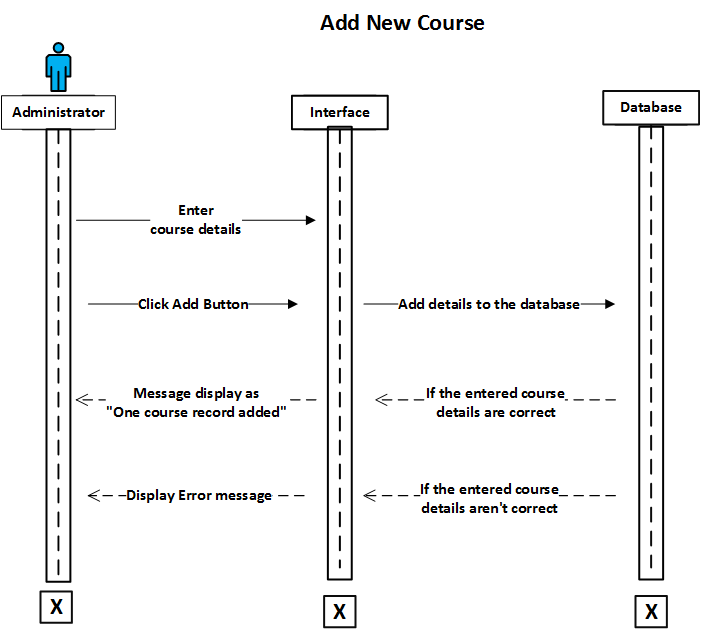 Add New Course
Administrator
Interface
Database
Enter
course details
Click Add Button
Add details to the database
Message display as
"One course record added"
If the entered course
details are correct
Display Error message
If the entered course
details aren't correct
X
X
X